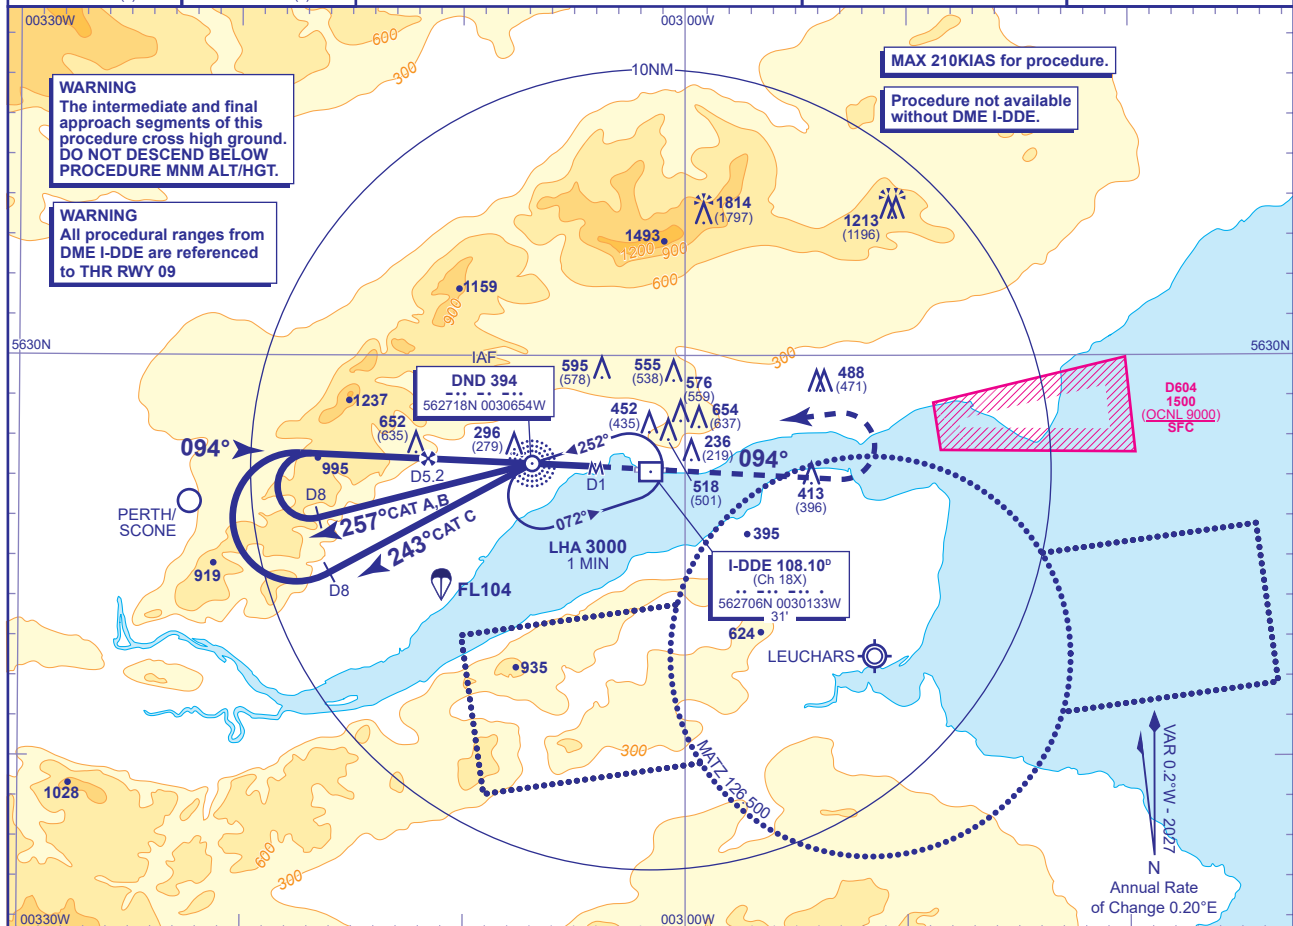 00330W
003 00W
600
300
10NM
MAX 210KIAS for procedure.
WARNING
The intermediate and final
approach segments of this
procedure cross high ground.
DO NOT DESCEND BELOW
PROCEDURE MNM ALT/HGT.
Procedure not available
without DME I-DDE.
WARNING
All procedural ranges from
DME I-DDE are referenced
to THR RWY 09
1814
(1797)
1213
(1196)
1493
1200
900
600
1159
900
5630N
5630N
300
IAF
DND 394
562718N 0030654W
595
(578)
555
(538)
576
(559)
488
(471)
D604
1500
(OCNL 9000)
SFC
1237
652
(635)
296
(279)
452
(435)
654
(637)
236
(219)
518
(501)
094°
252°
094°
995
D5.2
D1
413
(396)
D8
257° CAT A,B
243° CAT C
072°
PERTH/
SCONE
LHA 3000
1 MIN
395
919
D8
FL104
I-DDE 108.10D
(Ch 18X)
562706N 0030133W
31'
624
LEUCHARS
935
300
MATZ 126.500
1028
600
300
VAR 0.2°W - 2027
N
Annual Rate
of Change 0.20°E
00330W
003 00W